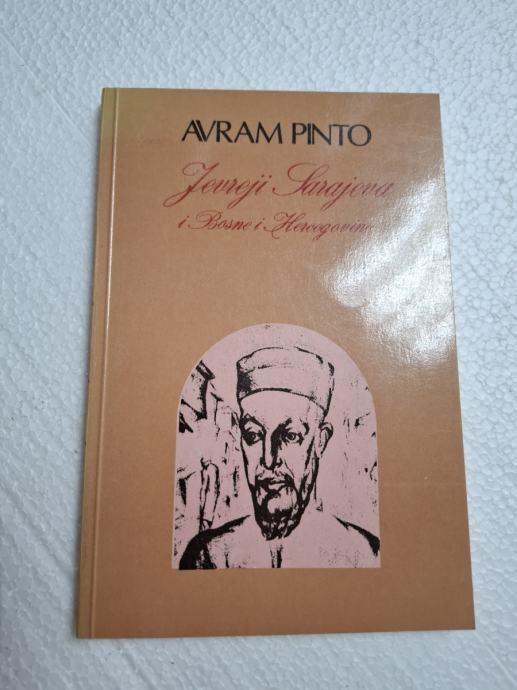 AVRAM PINTO
Jevreji Sarajeva
i Bosne i Hercegovine